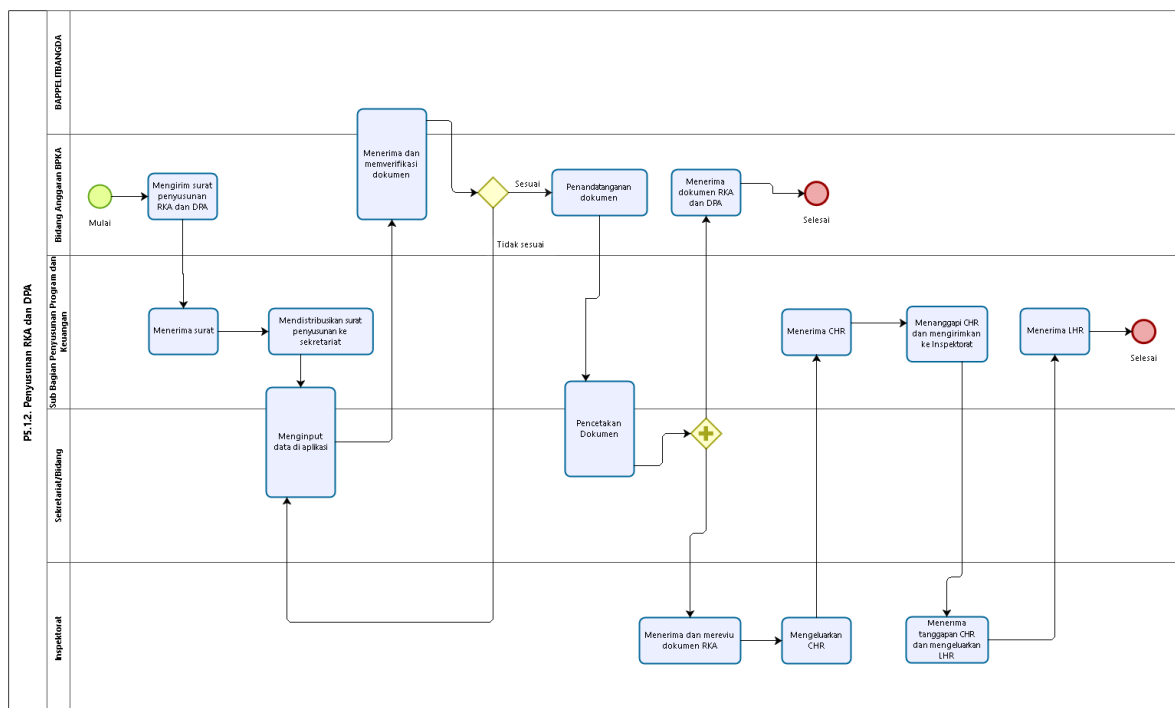 P5.1.2. Penyusunan RKA dan DPA
BAPPELITBANGDA
Menerima dan
memverifikasi
dokumen
Bidang Anggaran BPKA
Mulai
Mengirim surat
penyusunan
RKA dan DPA
Sesuai
Tidak sesuai
Penandatanganan
dokumen
Menerima
dokumen RKA
dan DPA
Selesai
Sub Bagian Penyusunan Program dan
Keuangan
Menerima surat
Mendistribusikan surat
penyusunan ke
sekretariat
Menerima CHR
Menanggapi CHR
dan mengirimkan
ke Inspektorat
Menerima LHR
Selesai
Menginput
data di aplikasi
Pencetakan
Dokumen
Sekretariat/Bidang
Inspektorat
Menerima dan mereviu
dokumen RKA
Mengeluarkan
CHR
Menerima
tanggapan CHR
dan mengeluarkan
LHR